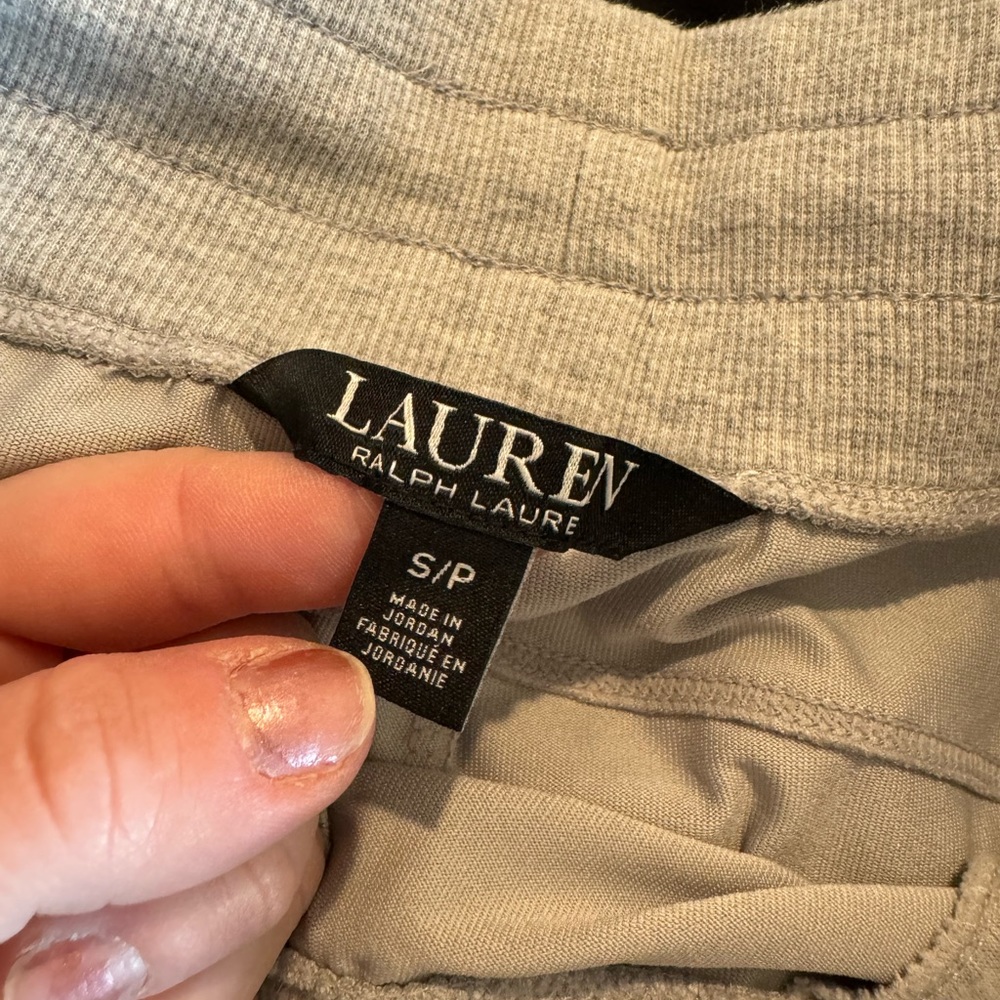 LAUREN
RALPH LAURE
S/P
MADE IN
JORDAN
FABRIQUÉ EN
JORDANIE